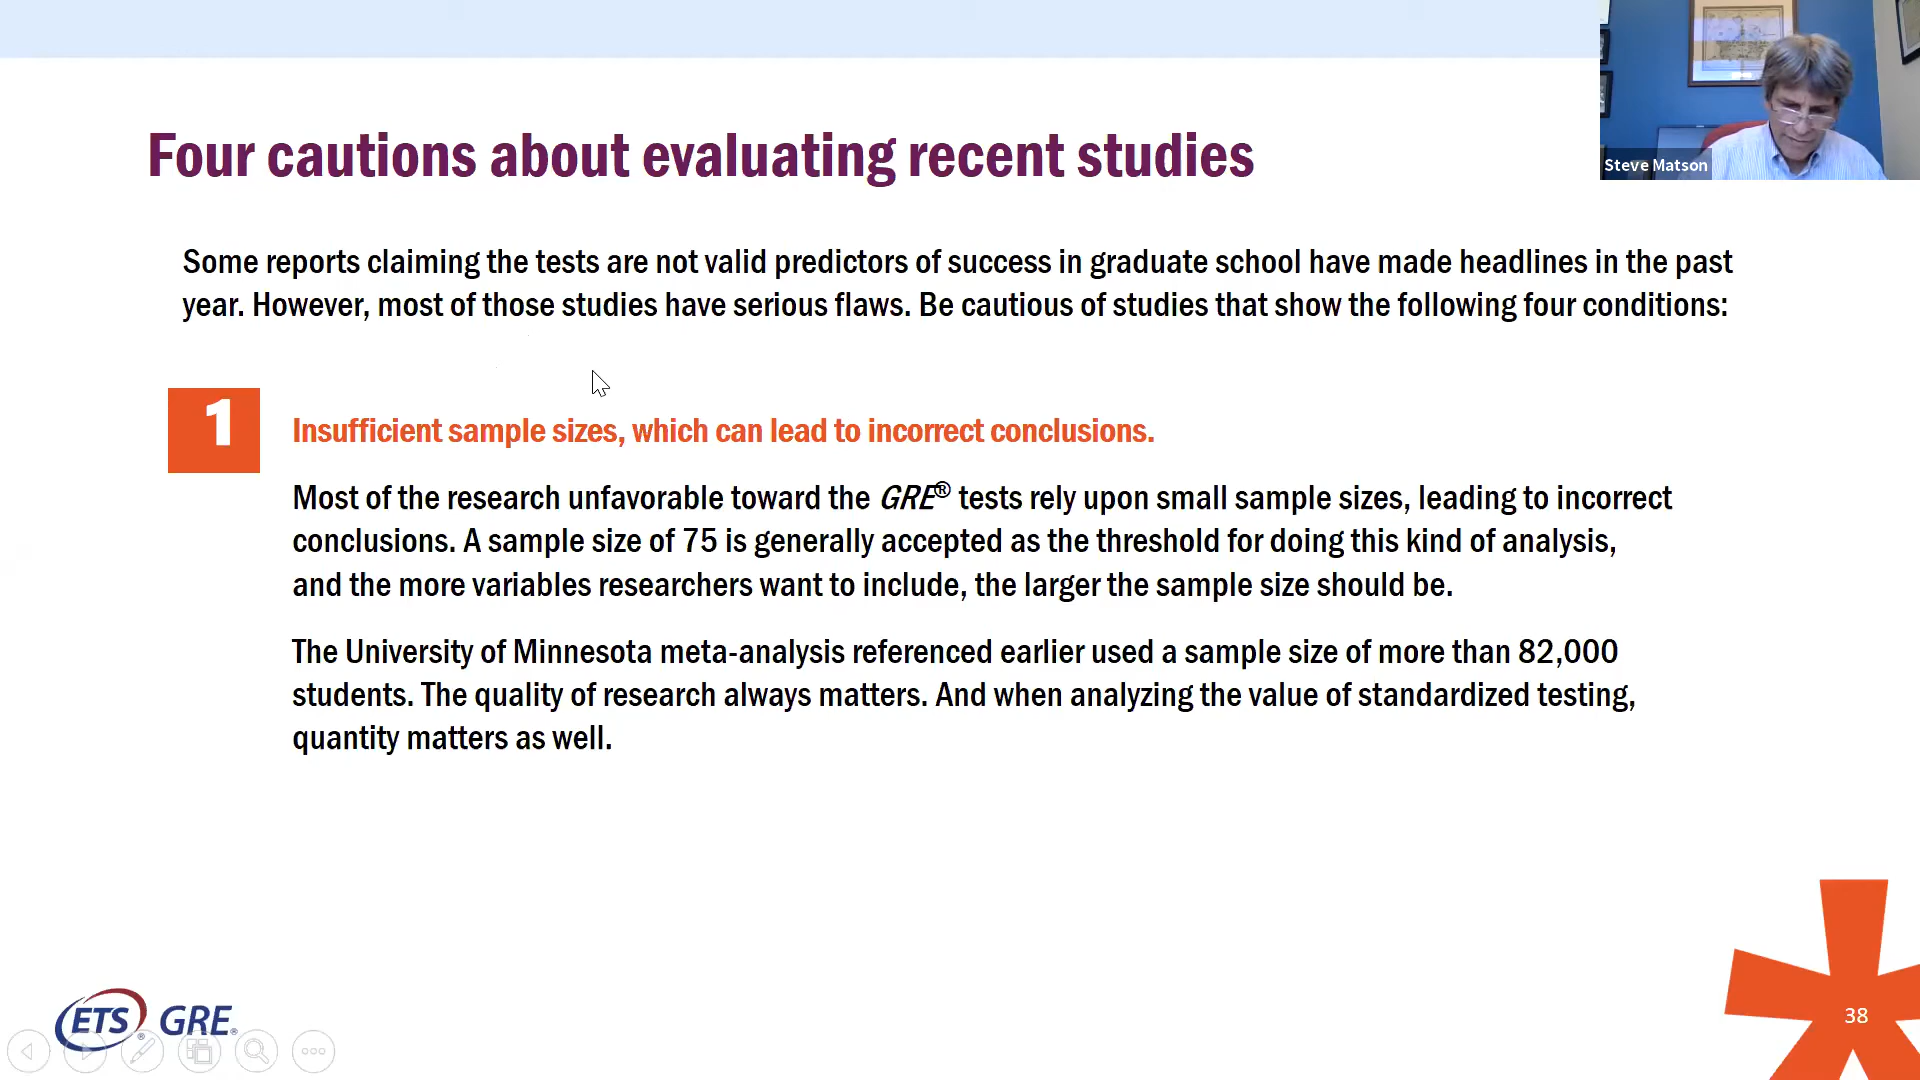 Steve Matson
Four cautions about evaluating recent studies
Some reports claiming the tests are not valid predictors of success in graduate school have made headlines in the past
year. However, most of those studies have serious flaws. Be cautious of studies that show the following four conditions:
1
Insufficient sample sizes, which can lead to incorrect conclusions.
Most of the research unfavorable toward the GRE® tests rely upon small sample sizes, leading to incorrect
conclusions. A sample size of 75 is generally accepted as the threshold for doing this kind of analysis,
and the more variables researchers want to include, the larger the sample size should be.
The University of Minnesota meta-analysis referenced earlier used a sample size of more than 82,000
students. The quality of research always matters. And when analyzing the value of standardized testing,
quantity matters as well.
ETS® GRE®
38